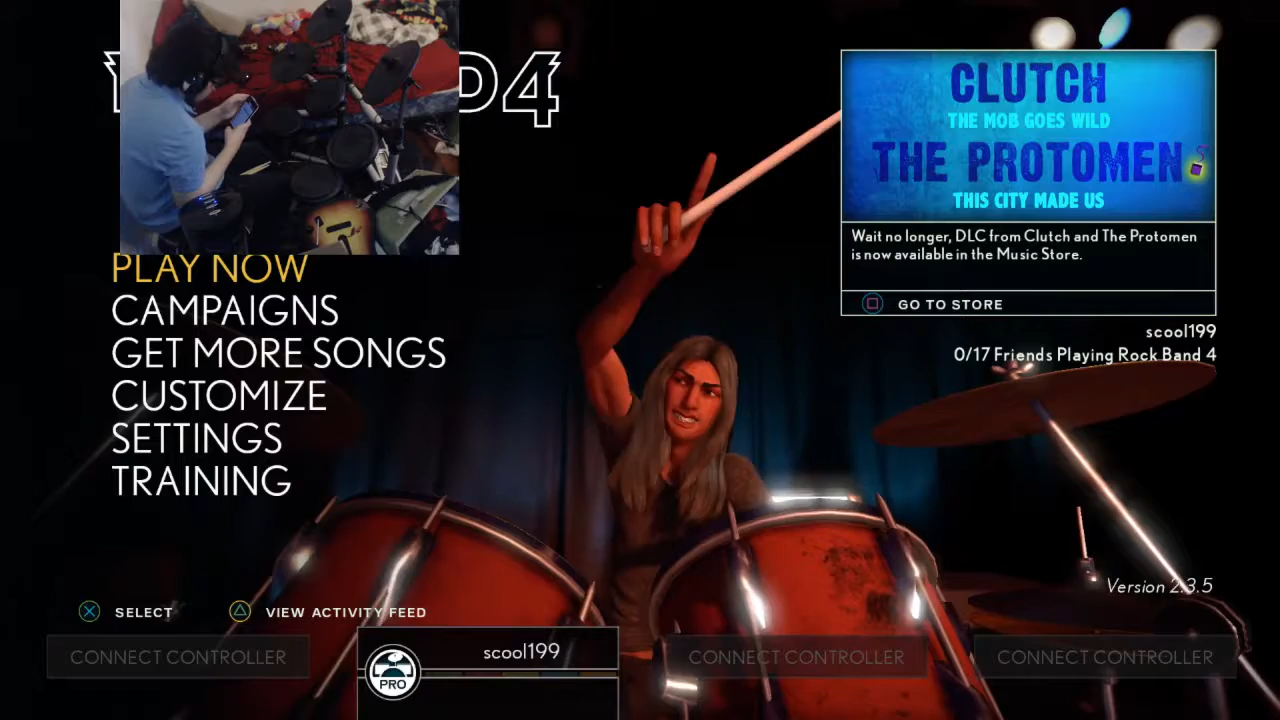 D4
CLUTCH
THE MOB GOES WILD
THE PROTOMEN
THIS CITY MADE US
Wait no longer, DLC from Clutch and The Protomen
is now available in the Music Store.
GO TO STORE
scool199
0/17 Friends Playing Rock Band 4
PLAY NOW
CAMPAIGNS
GET MORE SONGS
CUSTOMIZE
SETTINGS
TRAINING
Version 2.3.5
SELECT
VIEW ACTIVITY FEED
CONNECT CONTROLLER
scool199
PRO
CONNECT CONTROLLER
CONNECT CONTROLLER